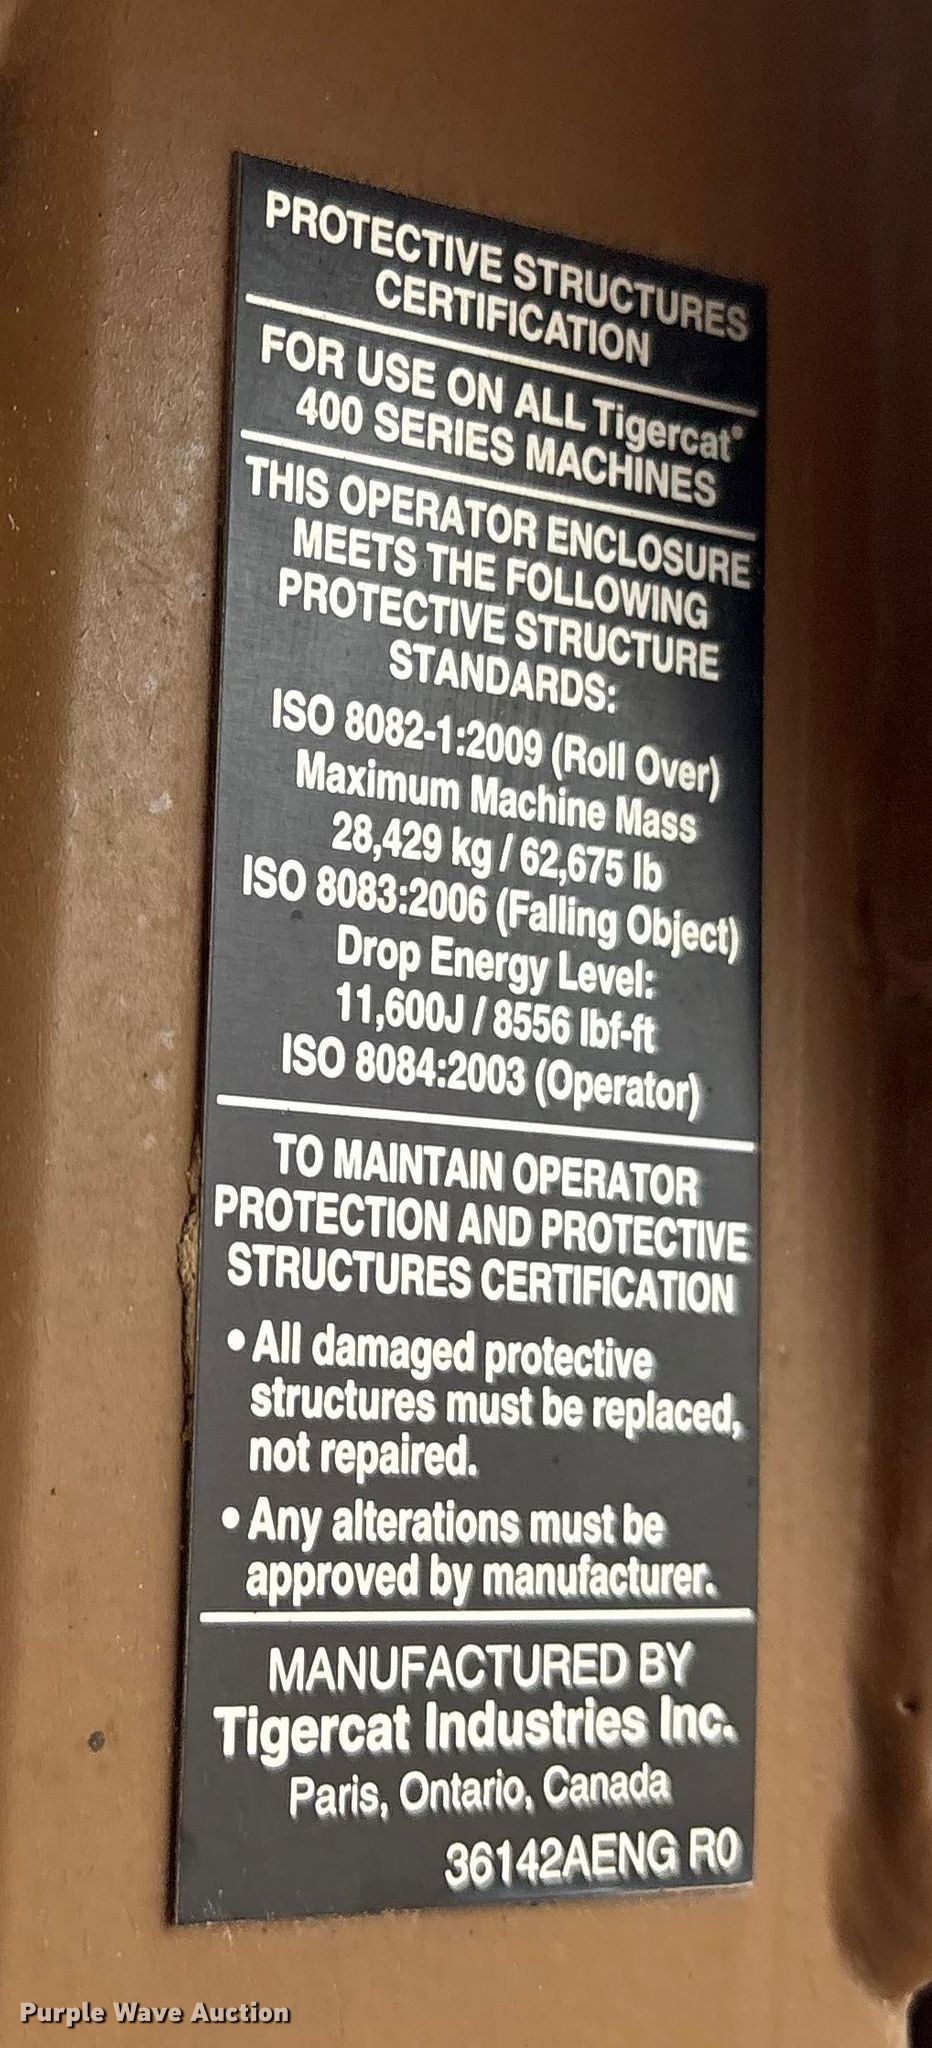 PROTECTIVE STRUCTURES
CERTIFICATION
FOR USE ON ALL Tigercat®
400 SERIES MACHINES
THIS OPERATOR ENCLOSURE
MEETS THE FOLLOWING
PROTECTIVE STRUCTURE
STANDARDS:
ISO 8082-1:2009 (Roll Over)
Maximum Machine Mass
28,429 kg / 62,675 lb
ISO 8083:2006 (Falling Object)
Drop Energy Level:
11,600J / 8556 lbf-ft
ISO 8084:2003 (Operator)
TO MAINTAIN OPERATOR
PROTECTION AND PROTECTIVE
STRUCTURES CERTIFICATION
• All damaged protective
structures must be replaced,
not repaired.
• Any alterations must be
approved by manufacturer.
MANUFACTURED BY
Tigercat Industries Inc.
Paris, Ontario, Canada
36142AENG R0
Purple Wave Auction